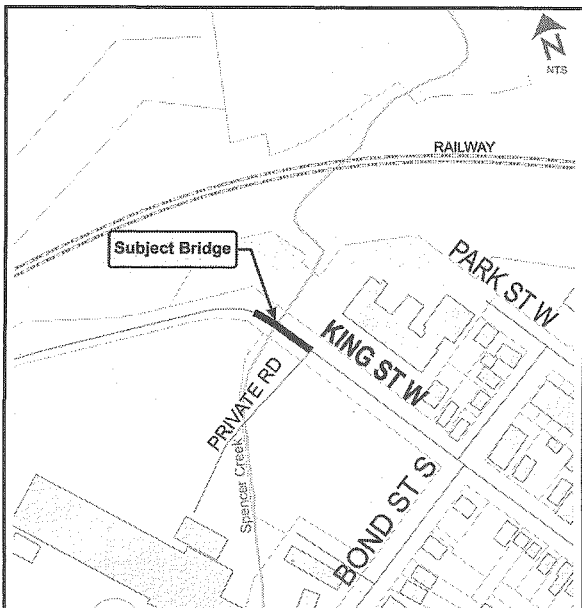 N
NTS
RAILWAY
Subject Bridge
PARK ST W
KING ST W
PRIVATE RD
Spencer Creek
BOND ST S